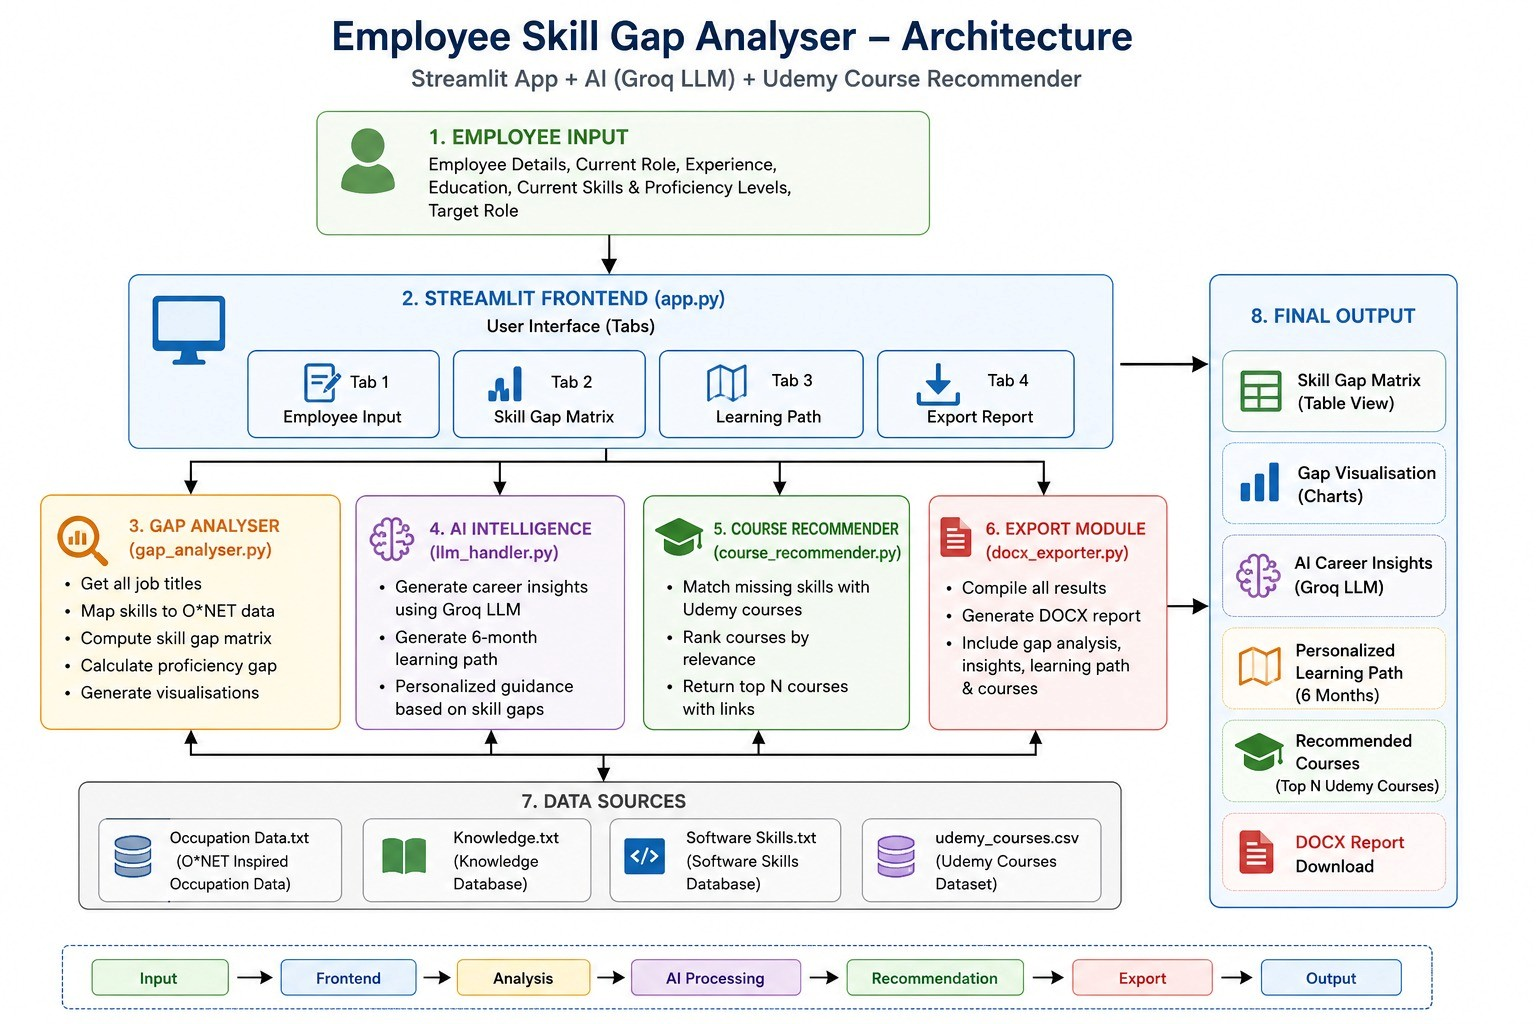 Employee Skill Gap Analyser – Architecture
Streamlit App + AI (Groq LLM) + Udemy Course Recommender
1. EMPLOYEE INPUT
Employee Details, Current Role, Experience,
Education, Current Skills & Proficiency Levels,
Target Role
2. STREAMLIT FRONTEND (app.py)
User Interface (Tabs)
Tab 1
Employee Input
Tab 2
Skill Gap Matrix
Tab 3
Learning Path
Tab 4
Export Report
3. GAP ANALYSER
(gap_analyser.py)
• Get all job titles
• Map skills to O*NET data
• Compute skill gap matrix
• Calculate proficiency gap
• Generate visualisations
4. AI INTELLIGENCE
(llm_handler.py)
• Generate career insights
using Groq LLM
• Generate 6-month
learning path
• Personalized guidance
based on skill gaps
5. COURSE RECOMMENDER
(course_recommender.py)
• Match missing skills with
Udemy courses
• Rank courses by
relevance
• Return top N courses
with links
6. EXPORT MODULE
(docx_exporter.py)
• Compile all results
• Generate DOCX report
• Include gap analysis,
insights, learning path
& courses
7. DATA SOURCES
Occupation Data.txt
(O*NET Inspired
Occupation Data)
Knowledge.txt
(Knowledge
Database)
</>
Software Skills.txt
(Software Skills
Database)
udemy_courses.csv
(Udemy Courses
Dataset)
8. FINAL OUTPUT
Skill Gap Matrix
(Table View)
Gap Visualisation
(Charts)
AI Career Insights
(Groq LLM)
Personalized
Learning Path
(6 Months)
Recommended
Courses
(Top N Udemy Courses)
DOCX Report
Download
Input
Frontend
Analysis
AI Processing
Recommendation
Export
Output